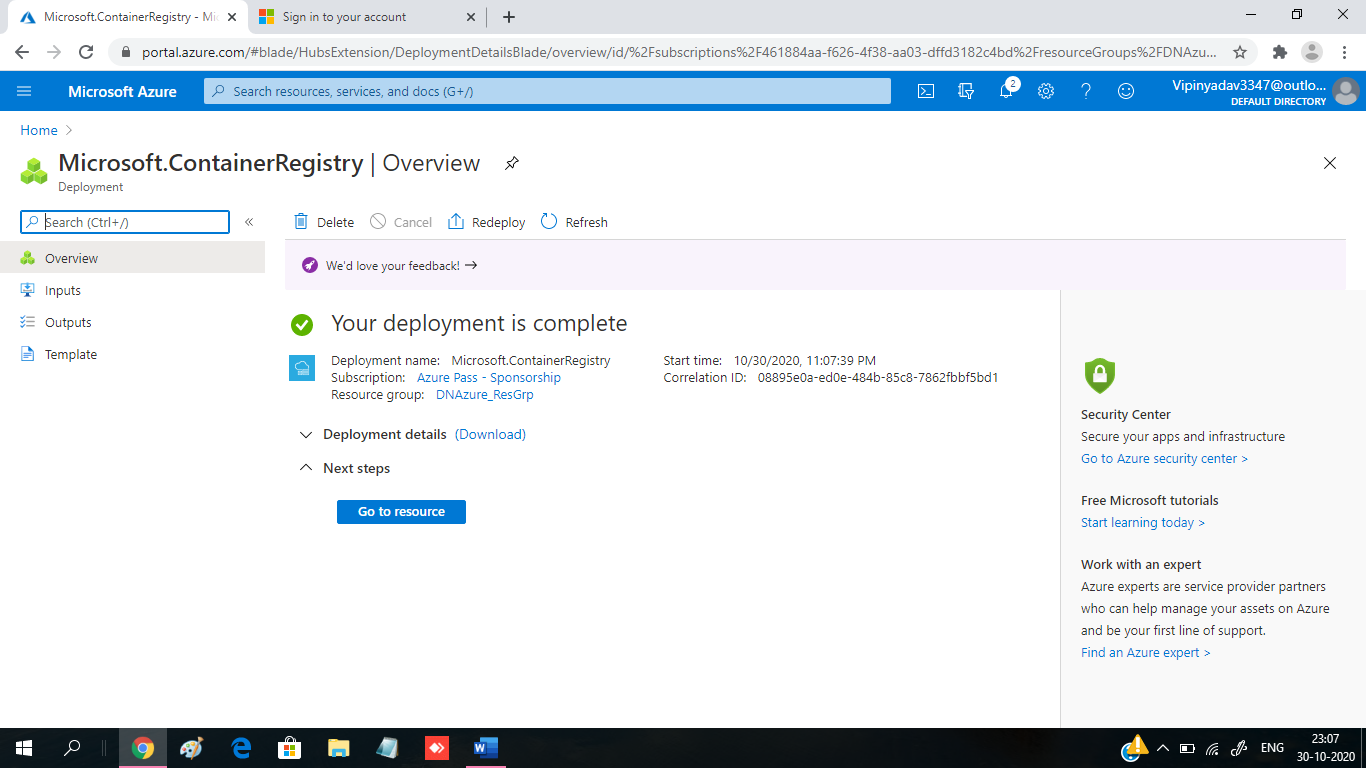 Microsoft.ContainerRegistry - Mi
Sign in to your account
portal.azure.com/#blade/HubsExtension/DeploymentDetailsBlade/overview/id/%2Fsubscriptions%2F461884aa-f626-4f38-aa03-dffd3182c4bd%2FresourceGroups%2FDNAzu...
Microsoft Azure
Search resources, services, and docs (G+/)
2
Vipinyadav3347@outlo...
DEFAULT DIRECTORY
Home
Microsoft.ContainerRegistry | Overview
Deployment
Search (Ctrl+/)
«
Delete
Cancel
Redeploy
Refresh
Overview
Inputs
Outputs
Template
We'd love your feedback! →
Your deployment is complete
Deployment name: Microsoft.ContainerRegistry
Subscription: Azure Pass - Sponsorship
Resource group: DNAzure_ResGrp
Start time: 10/30/2020, 11:07:39 PM
Correlation ID: 08895e0a-ed0e-484b-85c8-7862fbbf5bd1
Deployment details (Download)
Next steps
Go to resource
Security Center
Secure your apps and infrastructure
Go to Azure security center >
Free Microsoft tutorials
Start learning today >
Work with an expert
Azure experts are service provider partners
who can help manage your assets on Azure
and be your first line of support.
Find an Azure expert >
ENG
23:07
30-10-2020